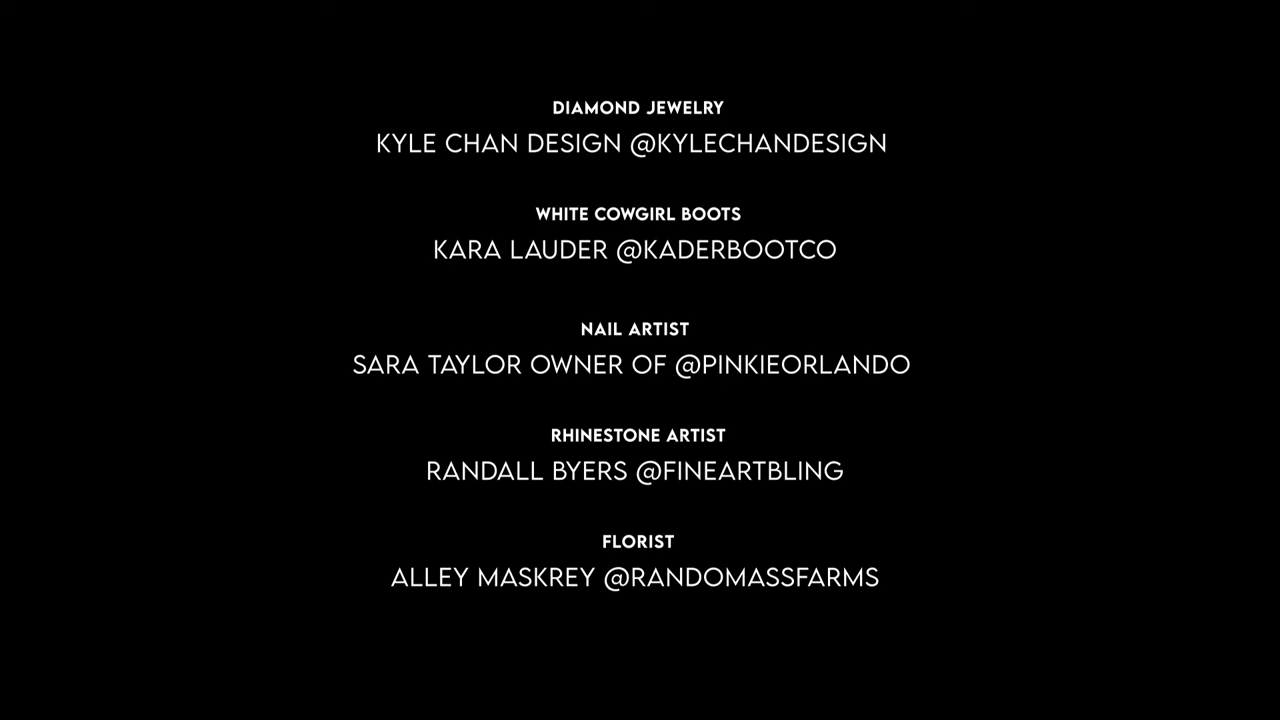 DIAMOND JEWELRY
KYLE CHAN DESIGN @KYLECHANDESIGN
WHITE COWGIRL BOOTS
KARA LAUDER @KADERBOOTCO
NAIL ARTIST
SARA TAYLOR OWNER OF @PINKIEORLANDO
RHINESTONE ARTIST
RANDALL BYERS @FINEARTBLING
FLORIST
ALLEY MASKREY @RANDOMASSFARMS